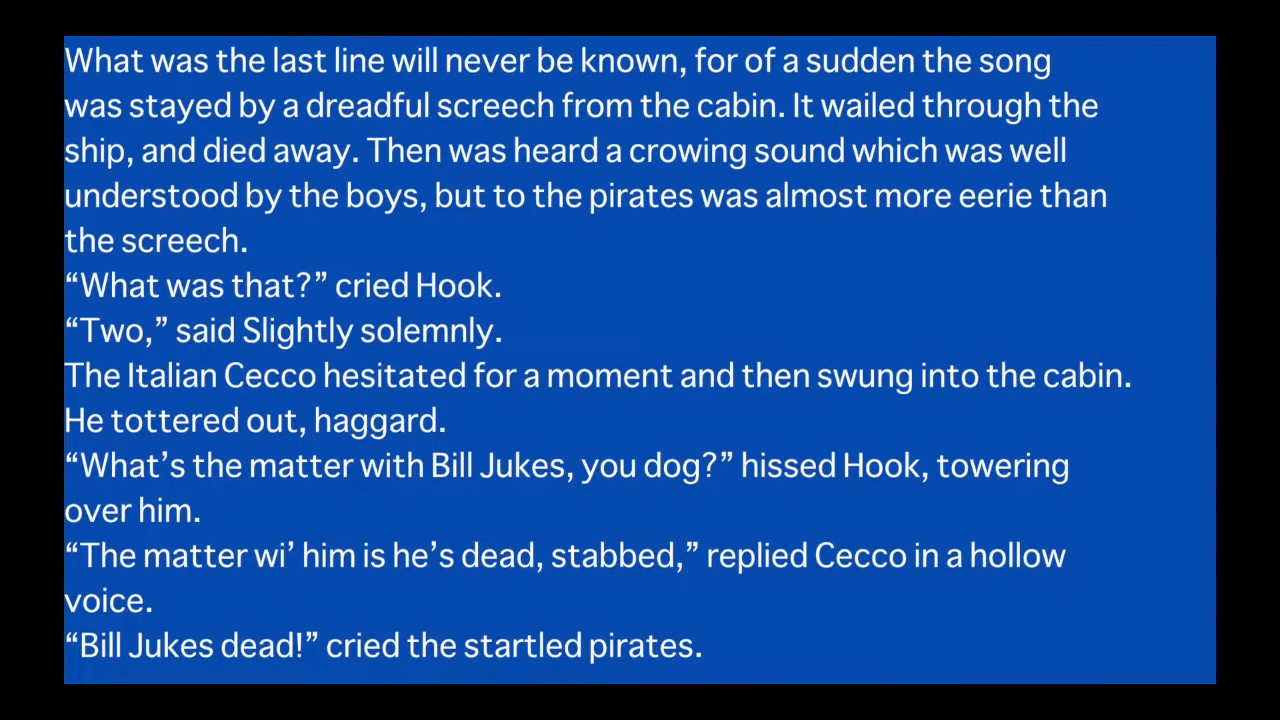 What was the last line will never be known, for of a sudden the song
was stayed by a dreadful screech from the cabin. It wailed through the
ship, and died away. Then was heard a crowing sound which was well
understood by the boys, but to the pirates was almost more eerie than
the screech.
“What was that?” cried Hook.
“Two,” said Slightly solemnly.
The Italian Cecco hesitated for a moment and then swung into the cabin.
He tottered out, haggard.
“What’s the matter with Bill Jukes, you dog?” hissed Hook, towering
over him.
“The matter wi’ him is he’s dead, stabbed,” replied Cecco in a hollow
voice.
“Bill Jukes dead!” cried the startled pirates.